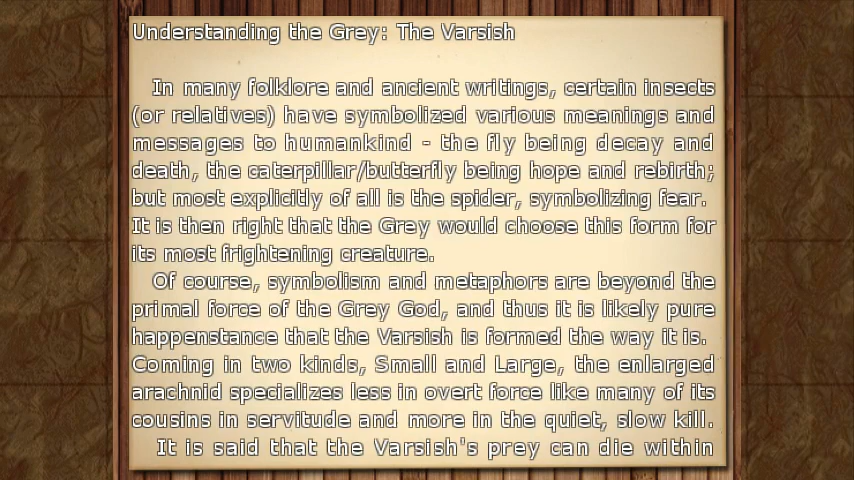 Understanding the Grey: The Varsish
In many folklore and ancient writings, certain insects
(or relatives) have symbolized various meanings and
messages to humankind - the fly being decay and
death, the caterpillar/butterfly being hope and rebirth;
but most explicitly of all is the spider, symbolizing fear.
It is then right that the Grey would choose this form for
its most frightening creature.
Of course, symbolism and metaphors are beyond the
primal force of the Grey God, and thus it is likely pure
happenstance that the Varsish is formed the way it is.
Coming in two kinds, Small and Large, the enlarged
arachnid specializes less in overt force like many of its
cousins in servitude and more in the quiet, slow kill.
It is said that the Varsish's prey can die within